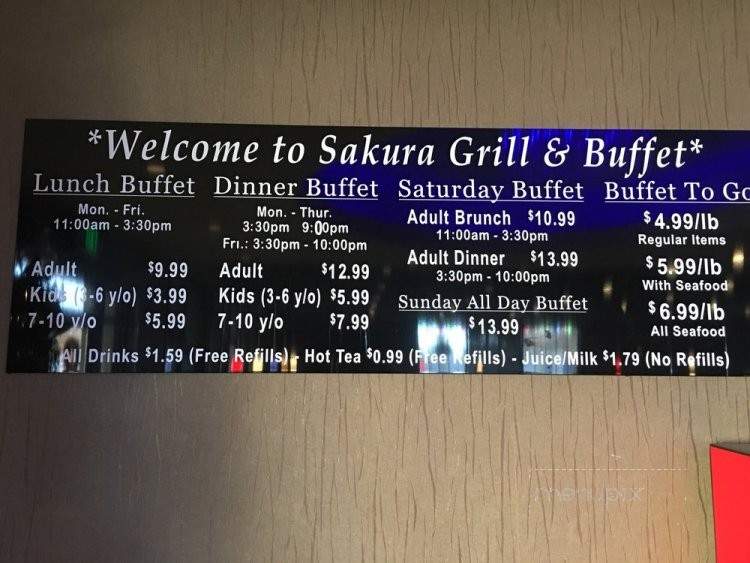 *Welcome to Sakura Grill & Buffet*
Lunch Buffet
Mon. - Fri.
11:00am - 3:30pm
Adult $9.99
Kids (3-6 y/o) $3.99
7-10 y/o $5.99
Dinner Buffet
Mon. - Thur.
3:30pm 9:00pm
Fri.: 3:30pm - 10:00pm
Adult $12.99
Kids (3-6 y/o) $5.99
7-10 y/o $7.99
Saturday Buffet
Adult Brunch $10.99
11:00am - 3:30pm
Adult Dinner $13.99
3:30pm - 10:00pm
Sunday All Day Buffet
$13.99
Buffet To Go
$4.99/lb
Regular Items
$5.99/lb
With Seafood
$6.99/lb
All Seafood
All Drinks $1.59 (Free Refills) - Hot Tea $0.99 (Free Refills) - Juice/Milk $1.79 (No Refills)
menupix